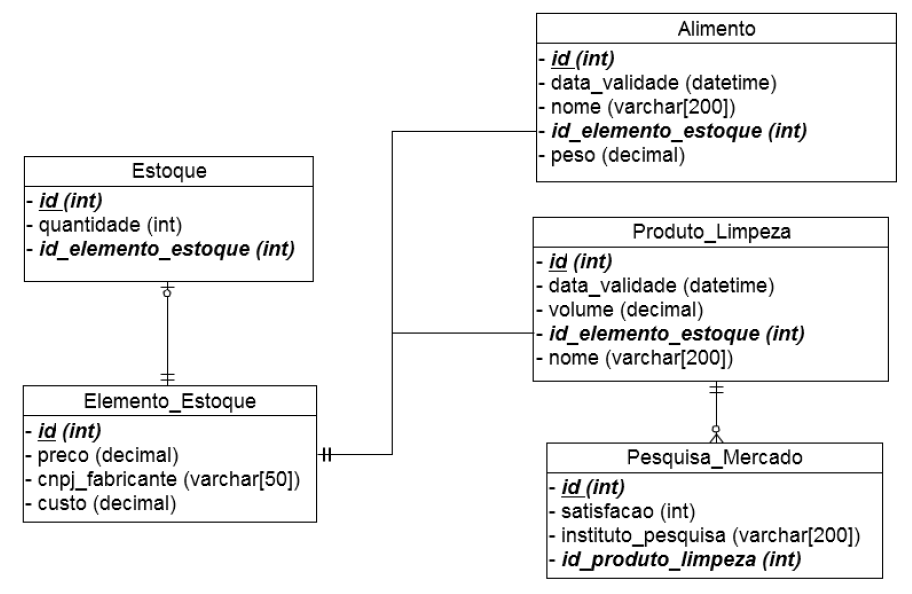 Alimento
- id (int)
- data_validade (datetime)
- nome (varchar[200])
- id_elemento_estoque (int)
- peso (decimal)
Estoque
- id (int)
- quantidade (int)
- id_elemento_estoque (int)
Produto_Limpeza
- id (int)
- data_validade (datetime)
- volume (decimal)
- id_elemento_estoque (int)
- nome (varchar[200])
Elemento_Estoque
- id (int)
- preco (decimal)
- cnpj_fabricante (varchar[50])
- custo (decimal)
Pesquisa_Mercado
- id (int)
- satisfacao (int)
- instituto_pesquisa (varchar[200])
- id_produto_limpeza (int)